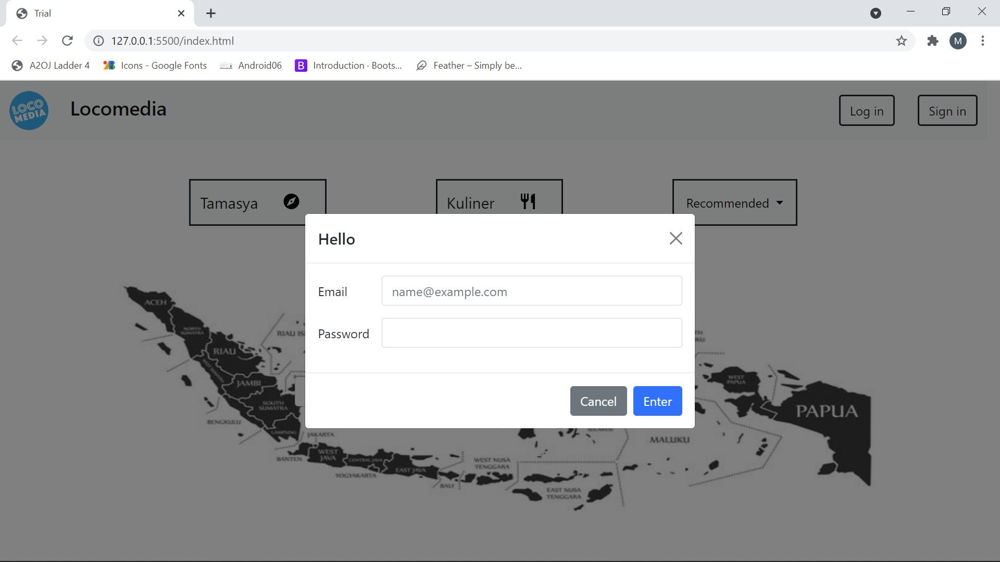 Trial
127.0.0.1:5500/index.html
M
A2OJ Ladder 4
Icons - Google Fonts
Android06
B
Introduction · Boots...
Feather – Simply be...
LOCO
MEDIA
Locomedia
Log in
Sign in
Tamasya
Kuliner
Recommended
Hello
Email
name@example.com
Password
Cancel
Enter
ACEH
NORTH
SUMATRA
RIAU IS
RIAU
WEST SUMATRA
JAMBI
SOUTH
SUMATRA
BENGKULU
LAMPUNG
JAKARTA
BANTEN
WEST
JAVA
CENTRAL JAVA
YOGYAKARTA
EAST JAVA
BALI
WEST NUSA
TENGGARA
EAST NUSA
TENGGARA
MALUKU
WEST
PAPUA
PAPUA